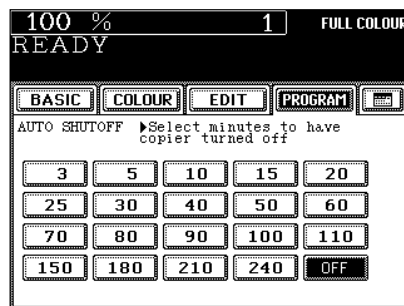 100 % 1 FULL COLOUR
READY
BASIC COLOUR EDIT PROGRAM
AUTO SHUTOFF ▶Select minutes to have
copier turned off
3 5 10 15 20
25 30 40 50 60
70 80 90 100 110
150 180 210 240 OFF